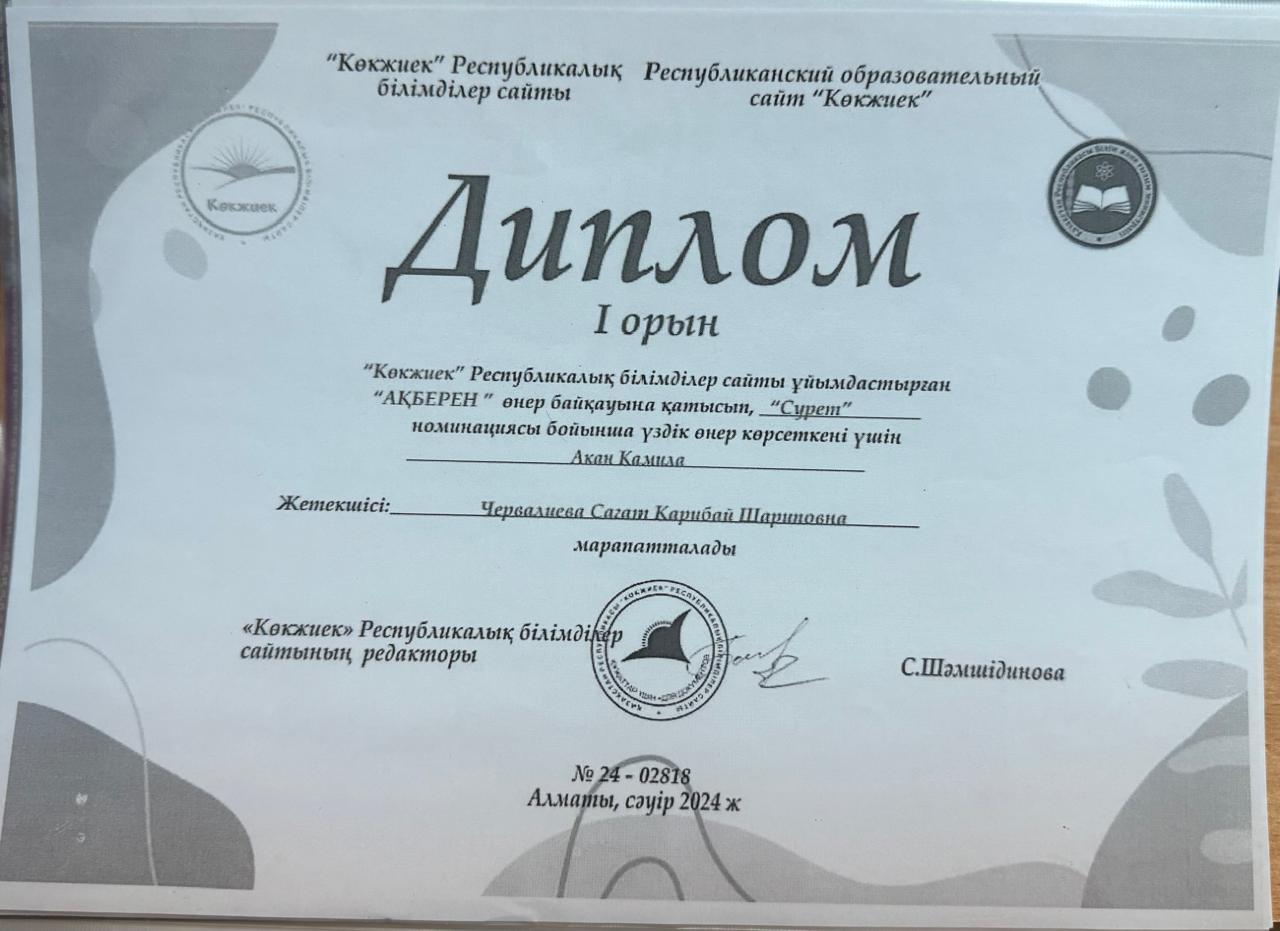 “Көкжиек” Республикалық
білімділер сайты
Республиканский образовательный
сайт “Көкжиек”
Көкжиек
Диплом
I орын
“Көкжиек” Республикалық білімділер сайты ұйымдастырған
“АҚБЕРЕН ” өнер байқауына қатысып, “Сурет”
номинациясы бойынша үздік өнер көрсеткені үшін
Акан Камила
Жетекшісі: Червалиева Сагат Карибай Шариповна
марапатталады
«Көкжиек» Республикалық білімділер
сайтының редакторы
С.Шәмшідинова
№ 24 - 02818
Алматы, сәуір 2024 ж